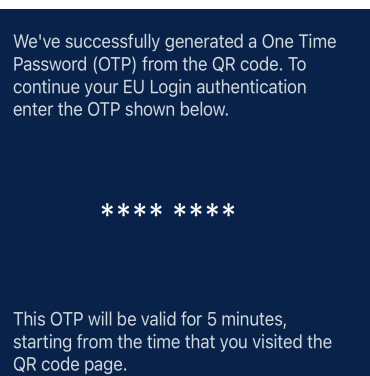 We've successfully generated a One Time
Password (OTP) from the QR code. To
continue your EU Login authentication
enter the OTP shown below.
**** ****
This OTP will be valid for 5 minutes,
starting from the time that you visited the
QR code page.